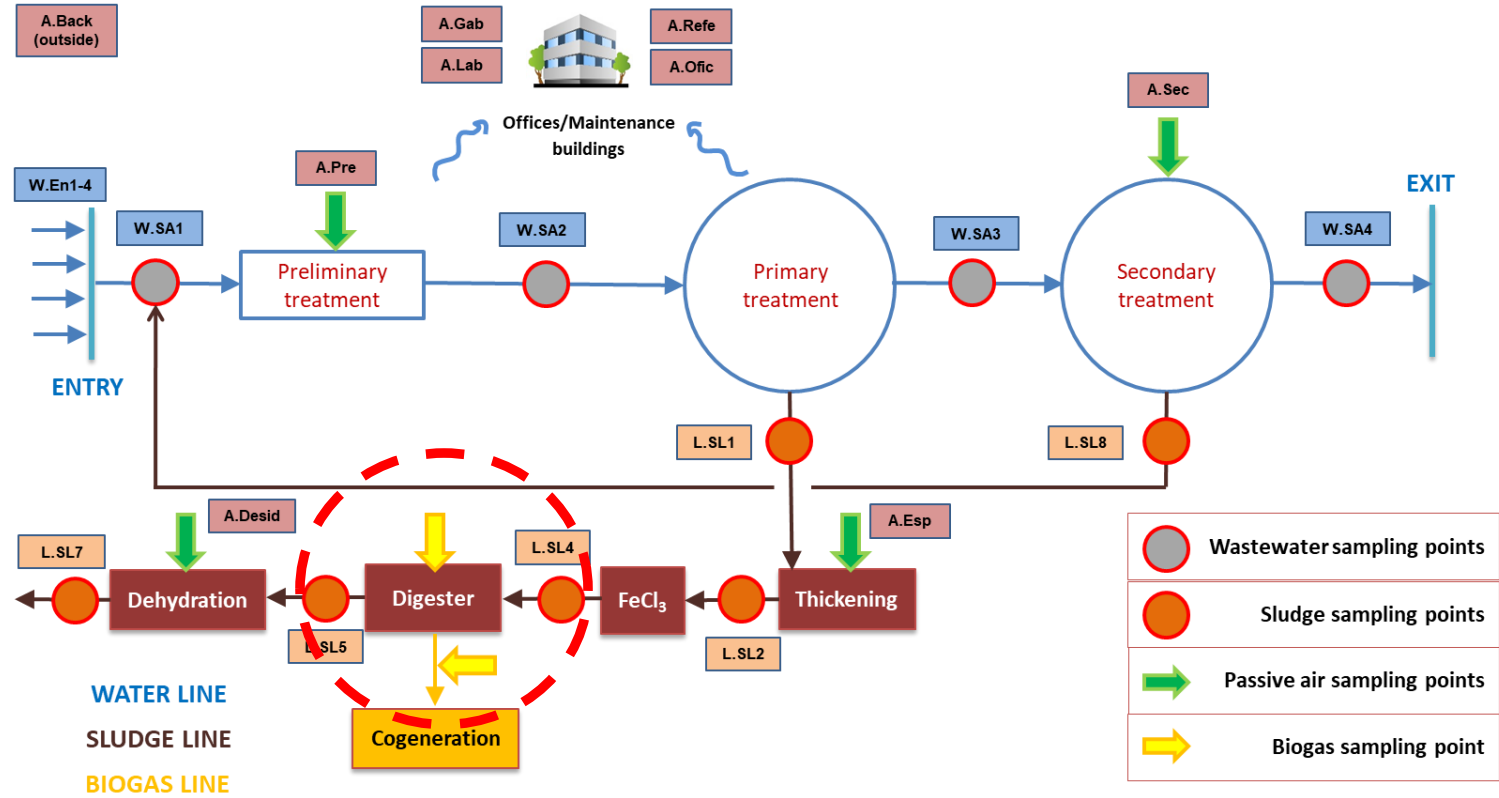 A.Back
(outside)
A.Gab
A.Refe
A.Lab
A.Ofic
A.Sec
Offices/Maintenance
buildings
A.Pre
W.En1-4
EXIT
W.SA1
W.SA2
W.SA3
W.SA4
Preliminary
treatment
Primary
treatment
Secondary
treatment
ENTRY
L.SL1
L.SL8
A.Desid
A.Esp
L.SL7
L.SL4
Dehydration
Digester
FeCl₃
Thickening
L.SL5
L.SL2
Cogeneration
WATER LINE
SLUDGE LINE
BIOGAS LINE
Wastewater sampling points
Sludge sampling points
Passive air sampling points
Biogas sampling point